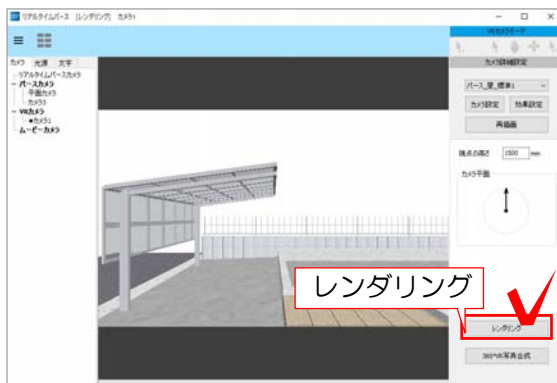 リアルタイムパース [レンダリング] カメラ1
VRカメラモード
カメラ 光源 文字
カメラ詳細設定
リアルタイムパースカメラ
パースカメラ
平面カメラ
カメラ3
VRカメラ
●カメラ1
ムービーカメラ
パース_昼_標準1
カメラ設定 効果設定
再描画
視点の高さ 1500 mm
カメラ平面
レンダリング
レンダリング
360°VR写真合成